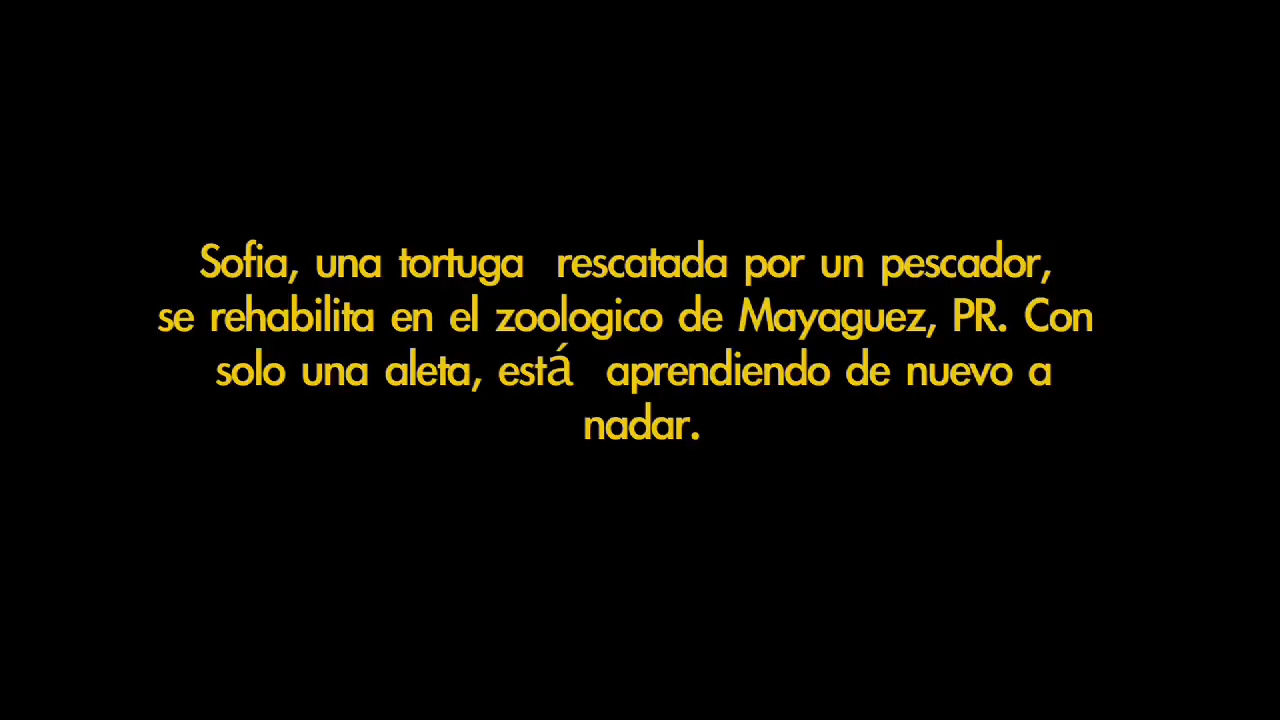 Sofia, una tortuga  rescatada por un pescador,
se rehabilita en el zoologico de Mayaguez, PR. Con
solo una aleta, está  aprendiendo de nuevo a
nadar.